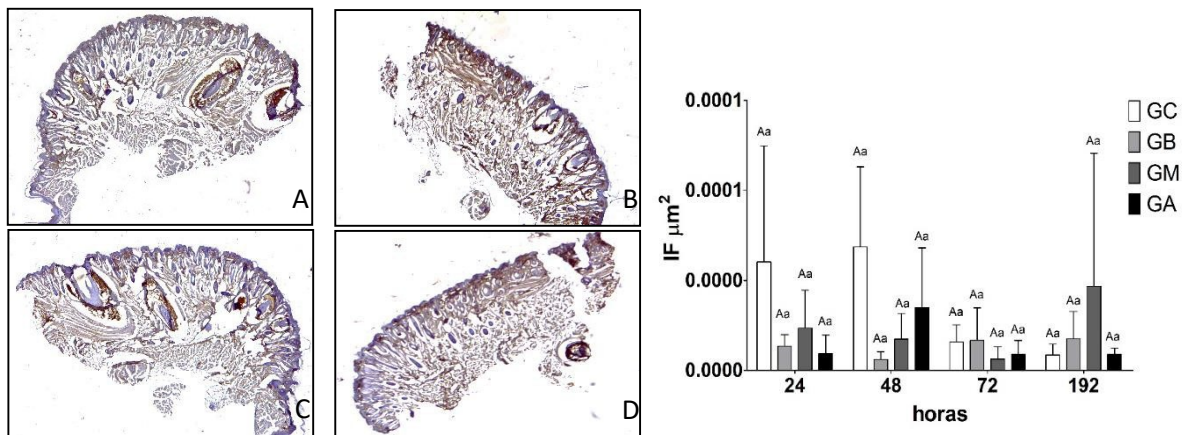 A
B
C
D
IF μm²
0.0001
0.0001
0.0000
0.0000
Aa Aa Aa Aa
Aa Aa Aa Aa
Aa Aa Aa Aa
Aa Aa Aa Aa
24 48 72 192
horas
GC
GB
GM
GA